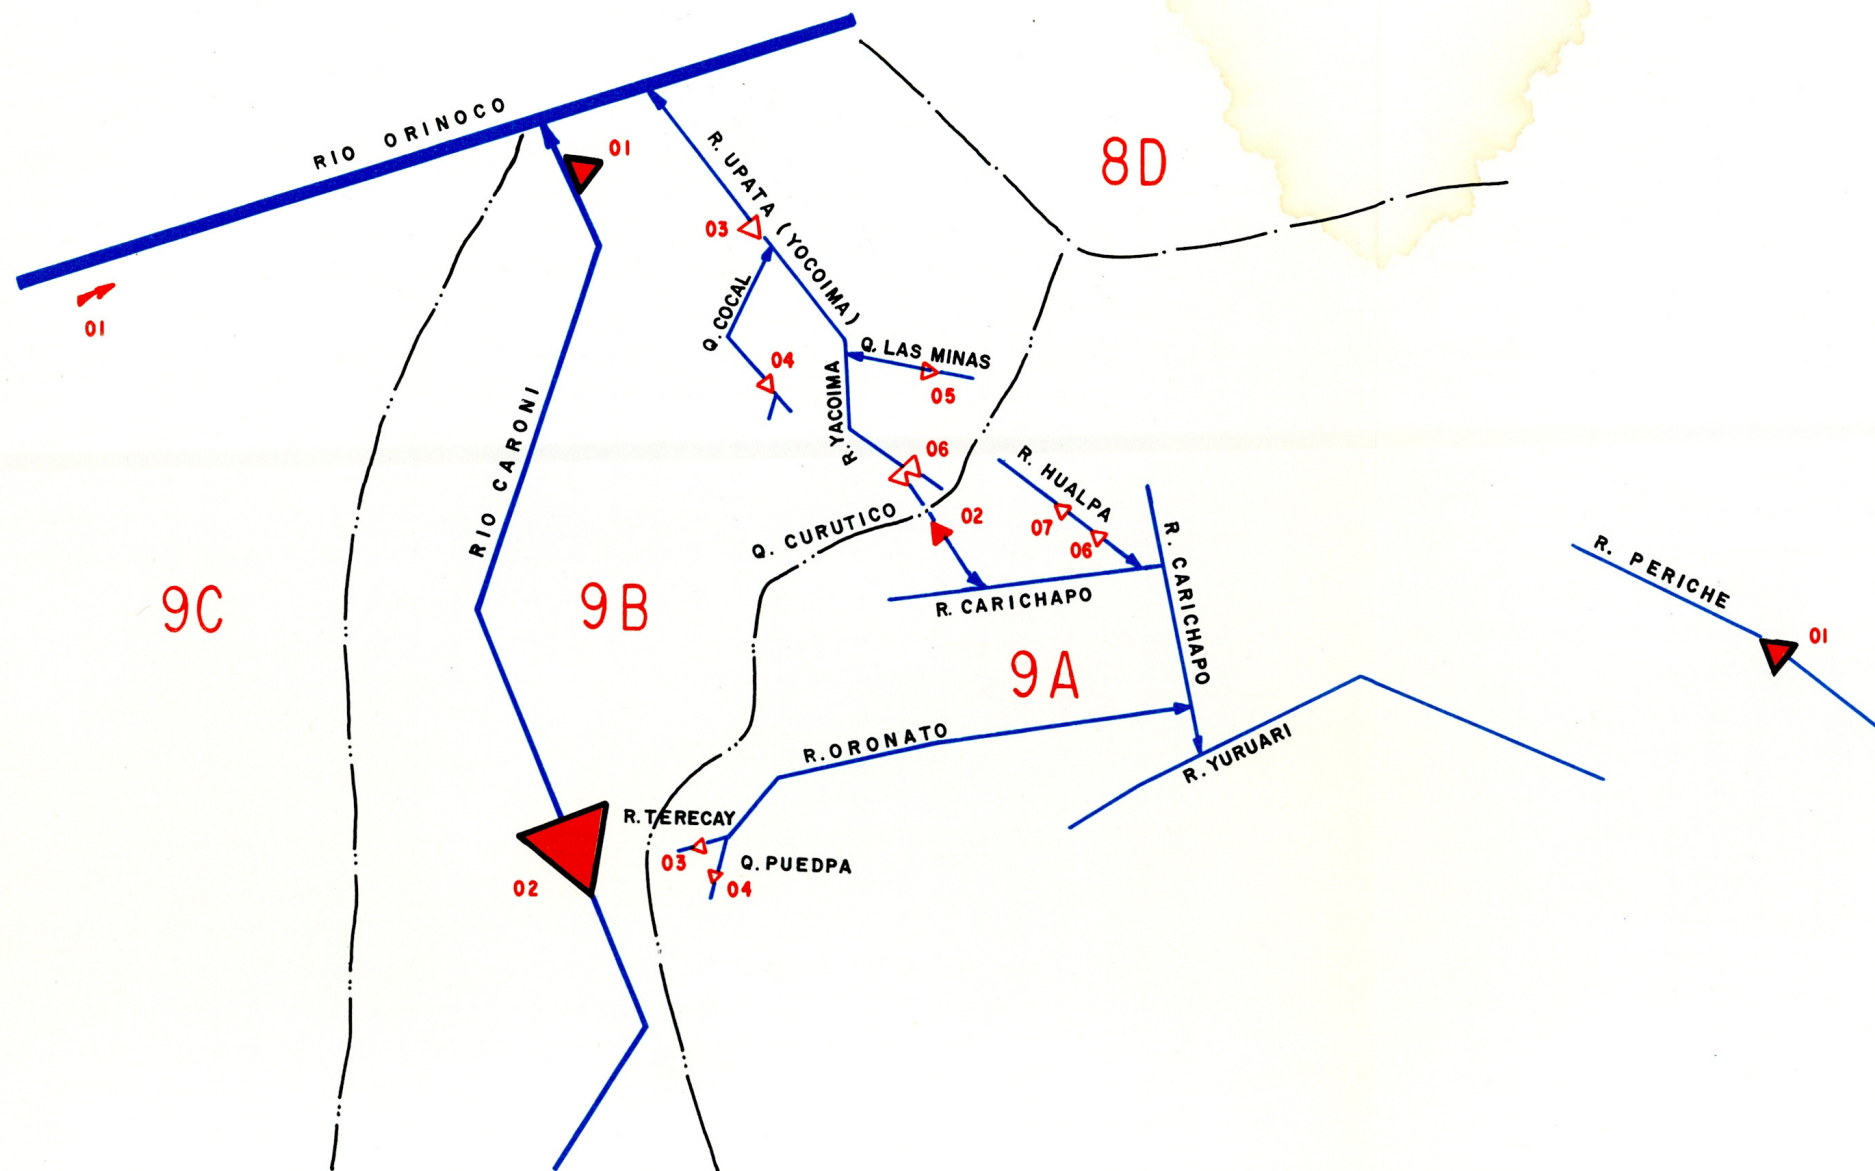 RIO ORINOCO
01
01
R. UPATA (YOCOIMA)
8D
03
Q. COCAL
Q. LAS MINAS
04
05
R. YACOIMA
RIO CARONI
06
R. HUALPA
Q. CURUTICO
02
07
06
R. CARICHAPO
R. CARICHAPO
R. PERICHE
01
9C
9B
9A
R. ORONATO
R. YURUARI
R. TERECAY
03
Q. PUEDPA
04
02